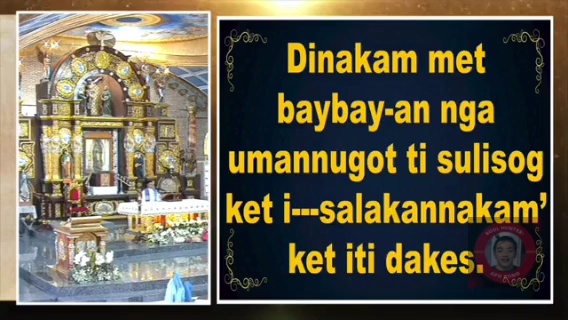 Dinakam met
baybay-an nga
umannugot ti sulisog
ket i---salakannakam’
ket iti dakes.